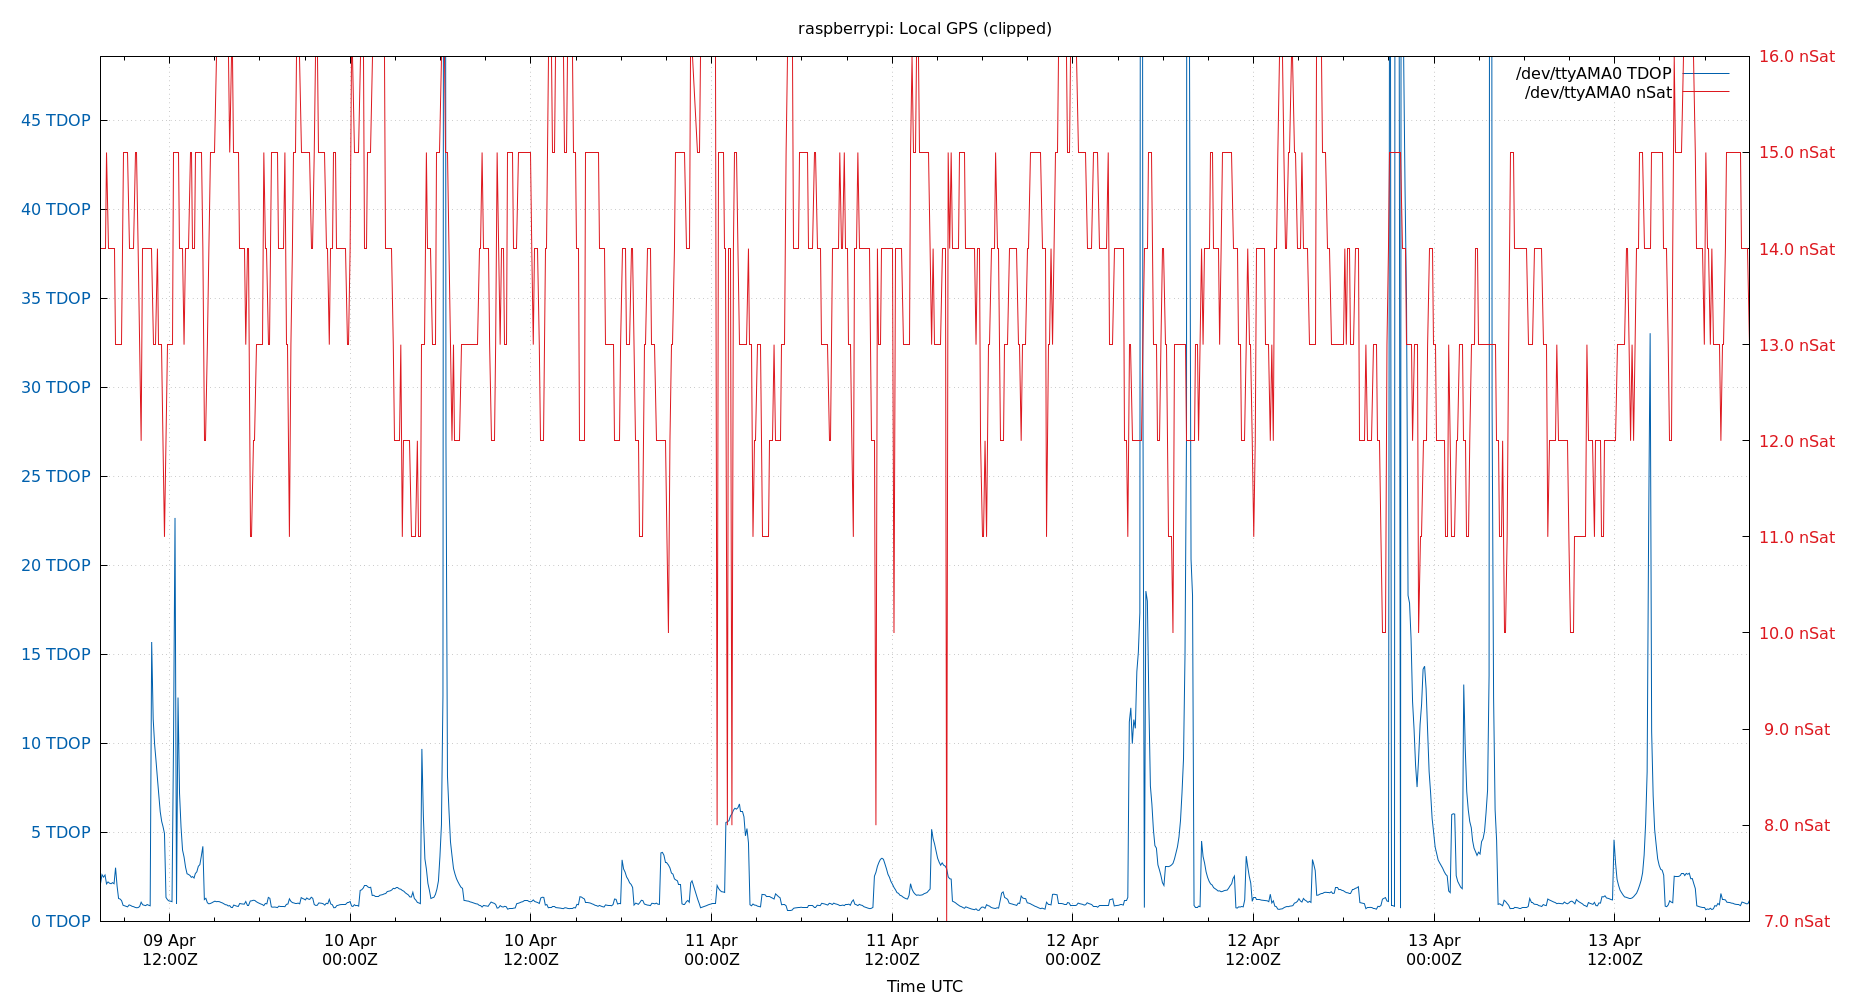 raspberrypi: Local GPS (clipped)
/dev/ttyAMA0 TDOP
/dev/ttyAMA0 nSat
45 TDOP
40 TDOP
35 TDOP
30 TDOP
25 TDOP
20 TDOP
15 TDOP
10 TDOP
5 TDOP
0 TDOP
16.0 nSat
15.0 nSat
14.0 nSat
13.0 nSat
12.0 nSat
11.0 nSat
10.0 nSat
9.0 nSat
8.0 nSat
7.0 nSat
09 Apr
12:00Z
10 Apr
00:00Z
10 Apr
12:00Z
11 Apr
00:00Z
11 Apr
12:00Z
12 Apr
00:00Z
12 Apr
12:00Z
13 Apr
00:00Z
13 Apr
12:00Z
Time UTC